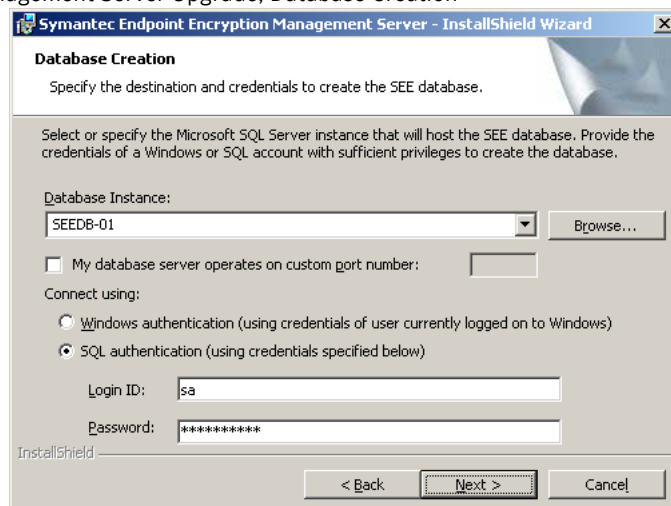 nagement Server Upgrade, Database Creation
Symantec Endpoint Encryption Management Server - InstallShield Wizard
Database Creation
Specify the destination and credentials to create the SEE database.
Select or specify the Microsoft SQL Server instance that will host the SEE database. Provide the
credentials of a Windows or SQL account with sufficient privileges to create the database.
Database Instance:
SEEDB-01
Browse...
My database server operates on custom port number:
Connect using:
Windows authentication (using credentials of user currently logged on to Windows)
SQL authentication (using credentials specified below)
Login ID:
sa
Password:
**********
InstallShield
< Back
Next >
Cancel